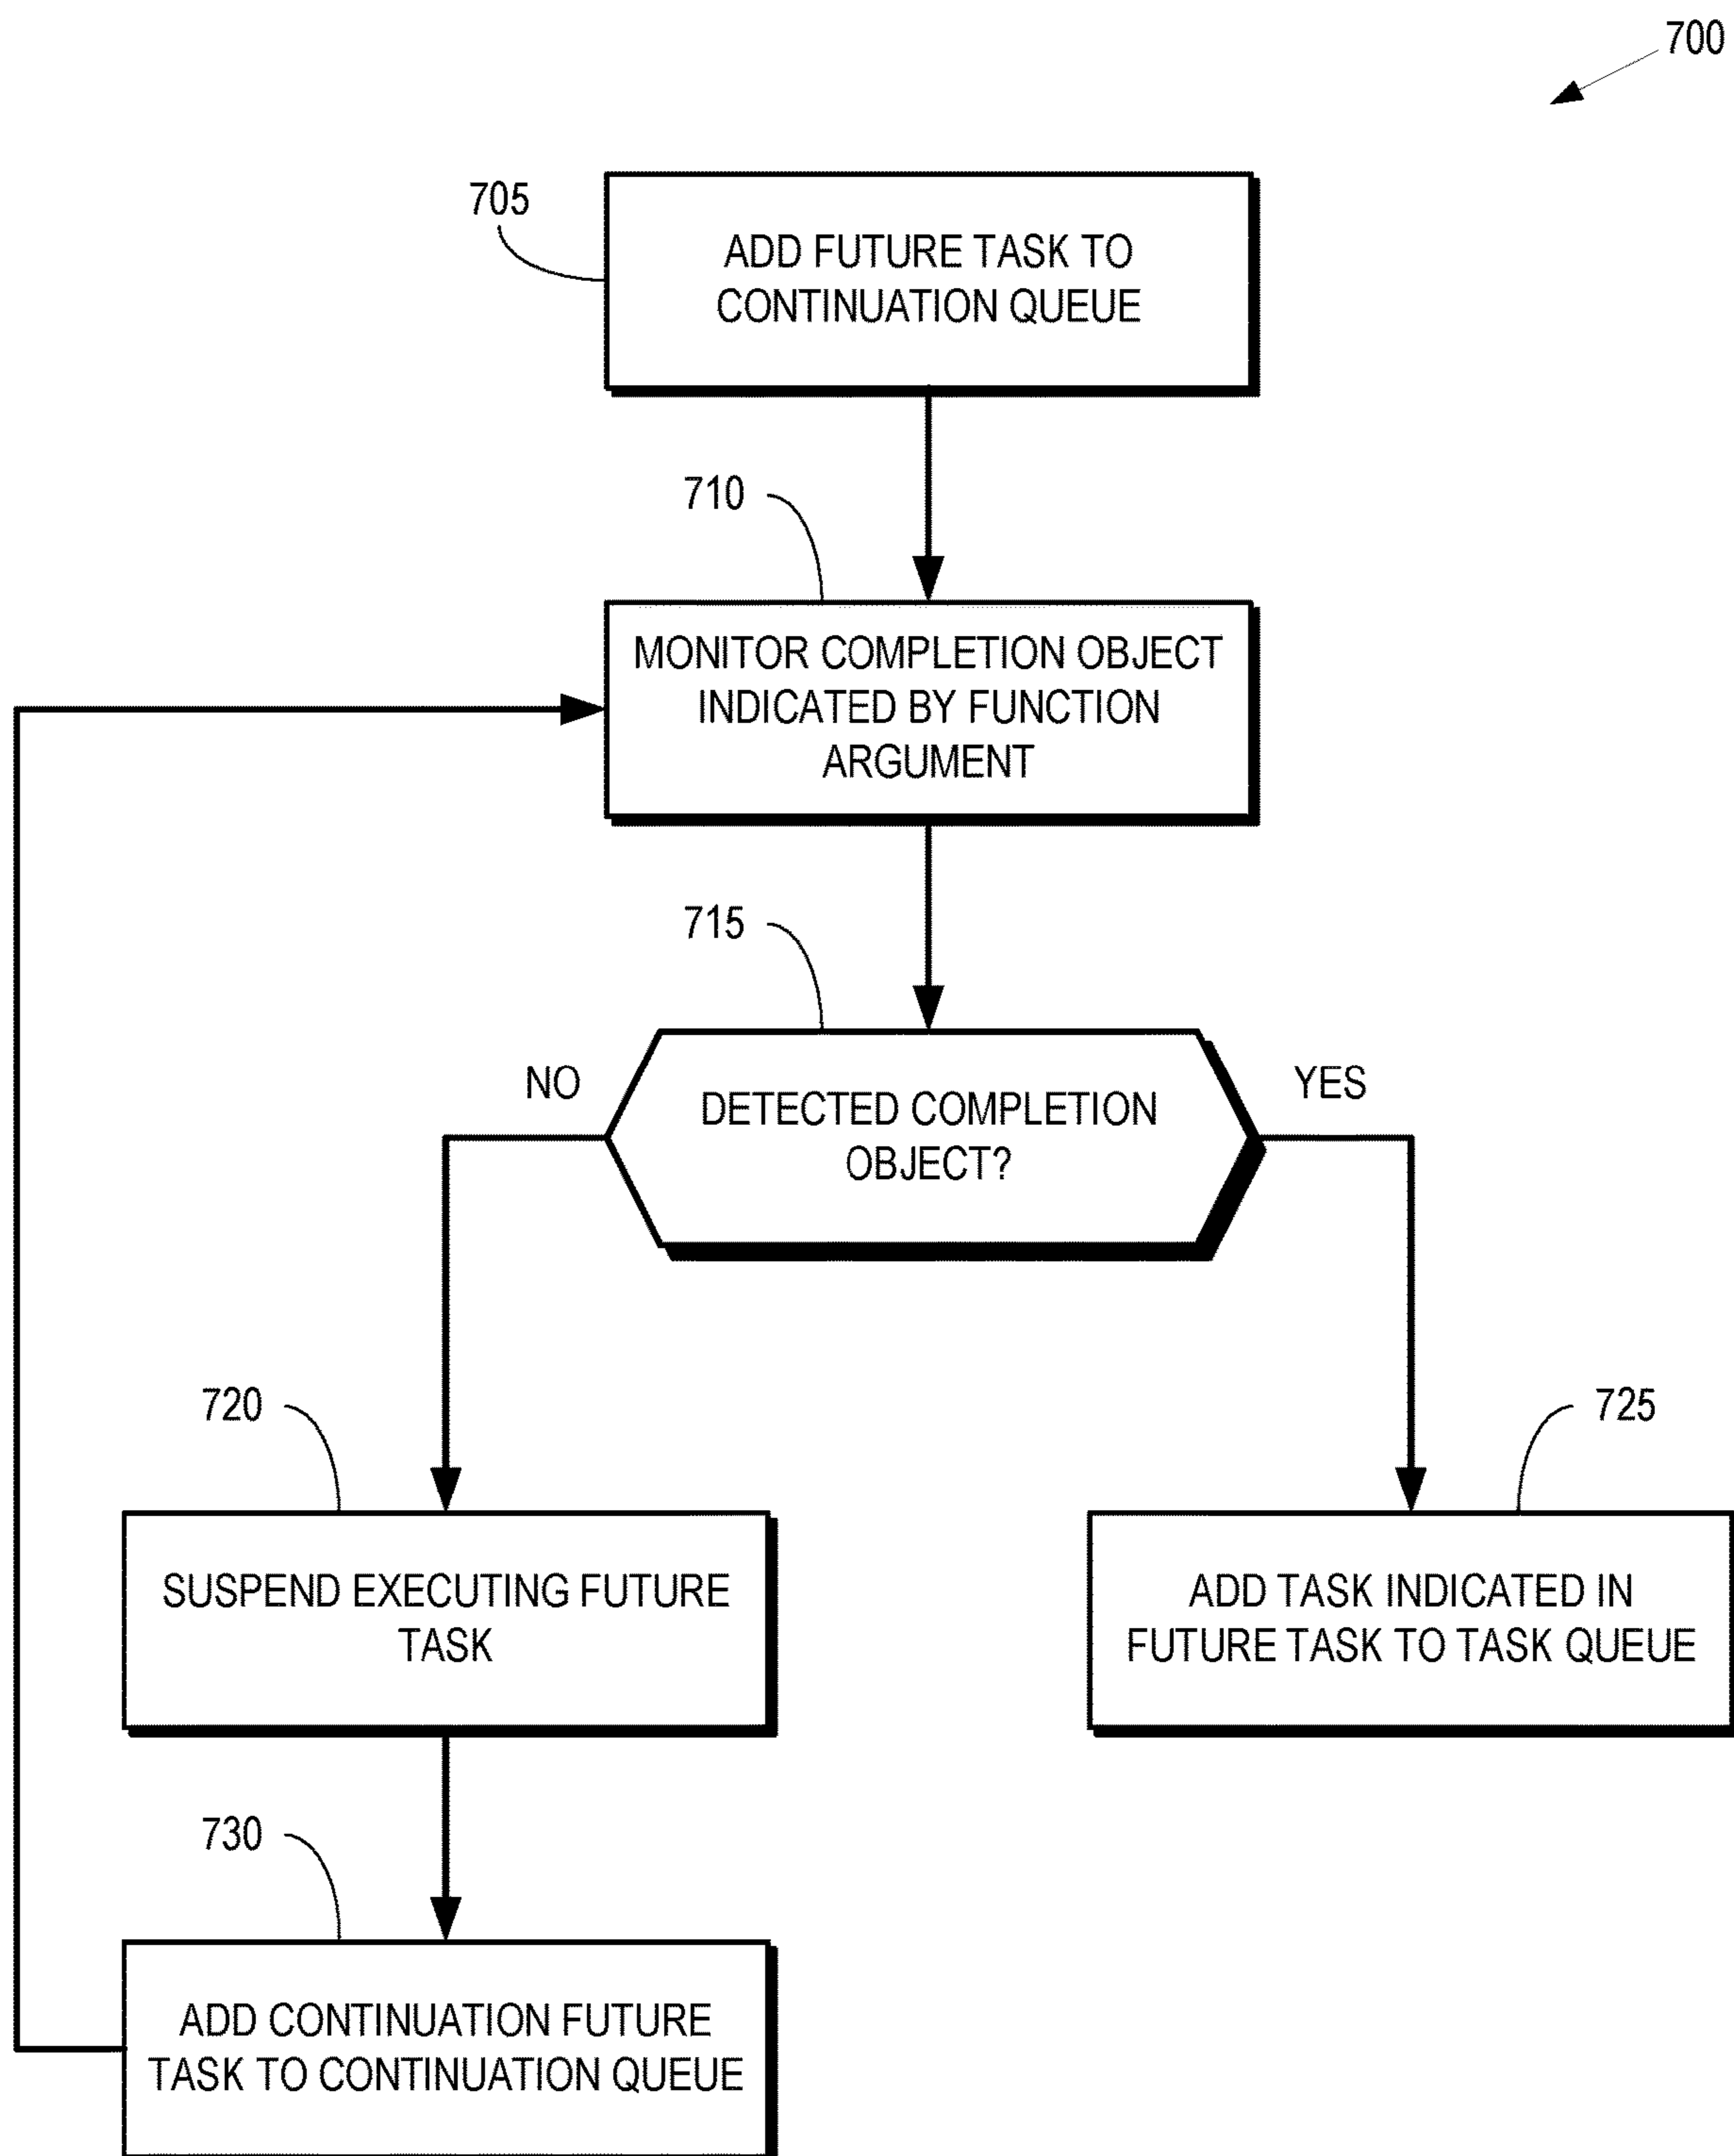 700
705
ADD FUTURE TASK TO
CONTINUATION QUEUE
710
MONITOR COMPLETION OBJECT
INDICATED BY FUNCTION
ARGUMENT
715
NO
DETECTED COMPLETION
OBJECT?
YES
720
SUSPEND EXECUTING FUTURE
TASK
725
ADD TASK INDICATED IN
FUTURE TASK TO TASK QUEUE
730
ADD CONTINUATION FUTURE
TASK TO CONTINUATION QUEUE